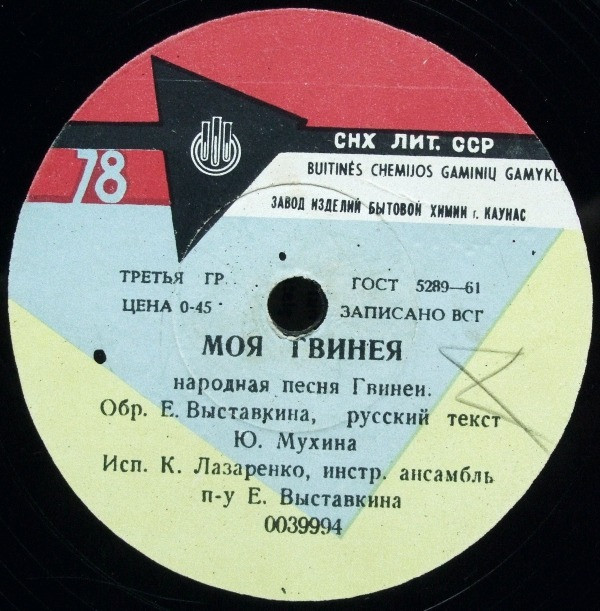 СНХ ЛИТ. ССР
78
BUITINĖS CHEMIJOS GAMINIŲ GAMYKL
ЗАВОД ИЗДЕЛИЙ БЫТОВОЙ ХИМИИ г. КАУНАС
ТРЕТЬЯ ГР. ГОСТ 5289—61
ЦЕНА 0-45 ЗАПИСАНО ВСГ
МОЯ ГВИНЕЯ
народная песня Гвинеи.
Обр. Е. Выставкина, русский текст
Ю. Мухина
Исп. К. Лазаренко, инстр. ансамбль
п-у Е. Выставкина
0039994